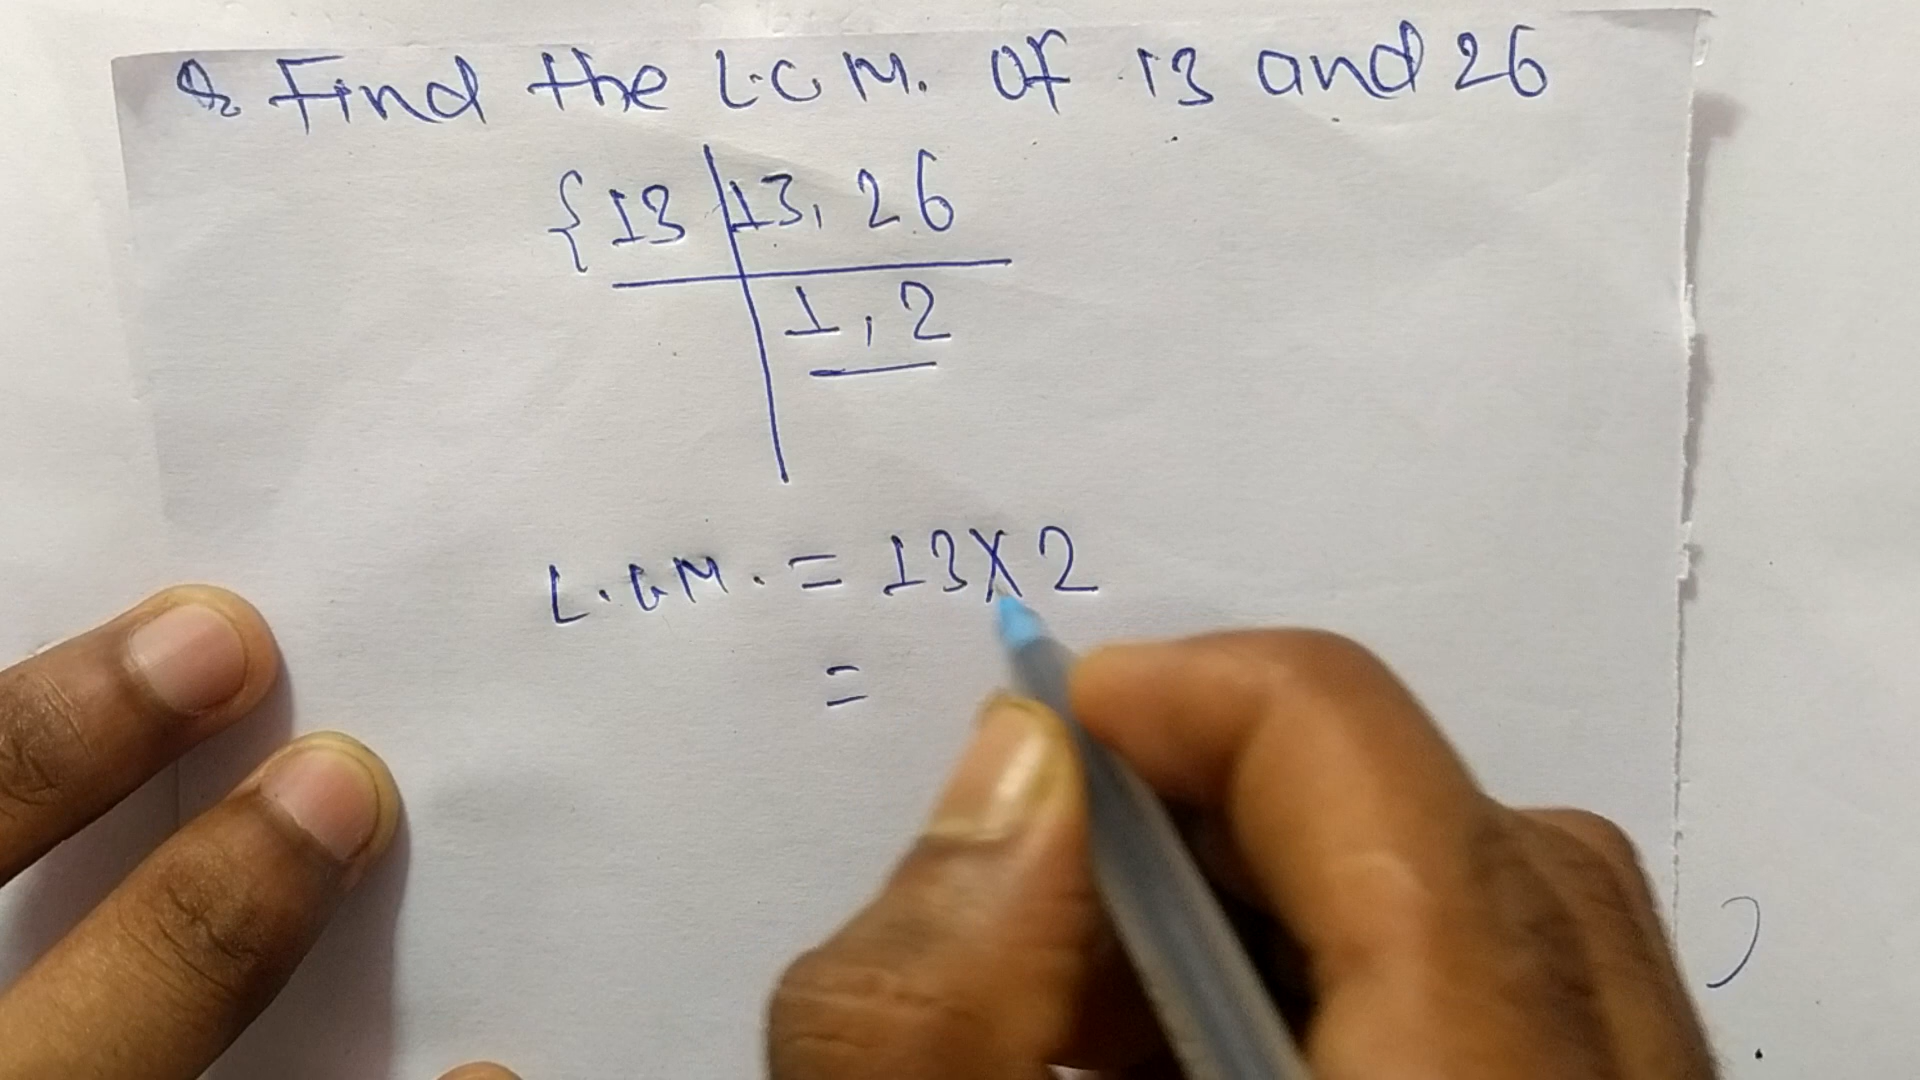 Q. Find the L.C.M. of 13 and 26
{ 13 | 13, 26
1, 2
L.C.M. = 13 X 2
=